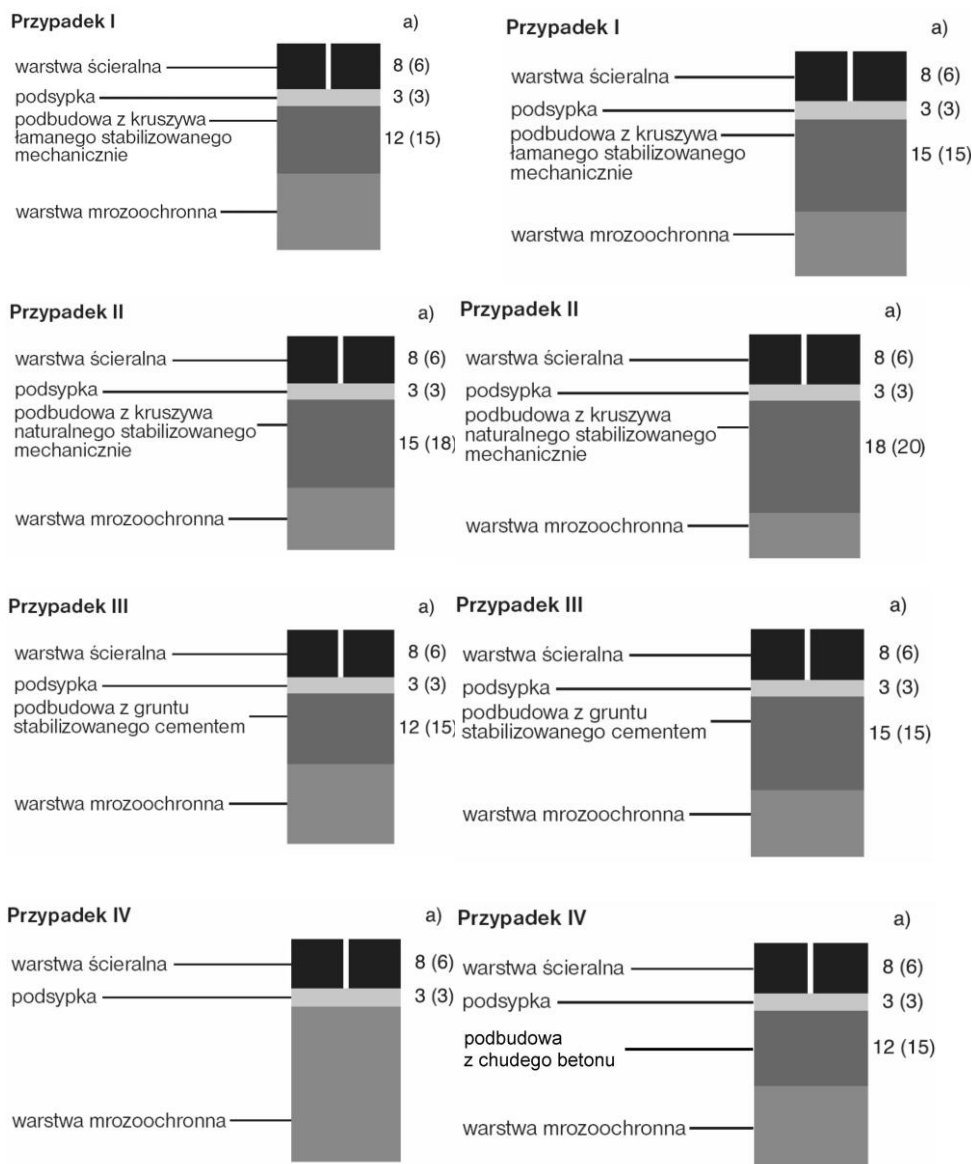 Przypadek I a)
warstwa ścieralna 8 (6)
podsypka 3 (3)
podbudowa z kruszywa
łamanego stabilizowanego 12 (15)
mechanicznie
warstwa mrozoochronna
Przypadek I a)
warstwa ścieralna 8 (6)
podsypka 3 (3)
podbudowa z kruszywa
łamanego stabilizowanego 15 (15)
mechanicznie
warstwa mrozoochronna
Przypadek II a)
warstwa ścieralna 8 (6)
podsypka 3 (3)
podbudowa z kruszywa
naturalnego stabilizowanego 15 (18)
mechanicznie
warstwa mrozoochronna
Przypadek II a)
warstwa ścieralna 8 (6)
podsypka 3 (3)
podbudowa z kruszywa
naturalnego stabilizowanego 18 (20)
mechanicznie
warstwa mrozoochronna
Przypadek III a)
warstwa ścieralna 8 (6)
podsypka 3 (3)
podbudowa z gruntu
stabilizowanego cementem 12 (15)
warstwa mrozoochronna
Przypadek III a)
warstwa ścieralna 8 (6)
podsypka 3 (3)
podbudowa z gruntu
stabilizowanego cementem 15 (15)
warstwa mrozoochronna
Przypadek IV a)
warstwa ścieralna 8 (6)
podsypka 3 (3)
warstwa mrozoochronna
Przypadek IV a)
warstwa ścieralna 8 (6)
podsypka 3 (3)
podbudowa
z chudego betonu 12 (15)
warstwa mrozoochronna